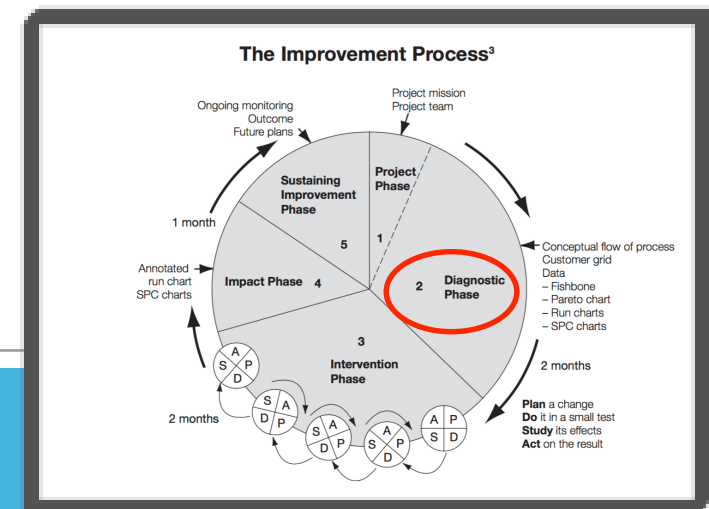 The Improvement Process³
Project mission
Project team
Ongoing monitoring
Outcome
Future plans
Project
Phase
1
Sustaining
Improvement
Phase
5
1 month
Conceptual flow of process
Customer grid
Data
– Fishbone
– Pareto chart
– Run charts
– SPC charts
Annotated
run chart
SPC charts
Impact Phase 4
2 Diagnostic
Phase
3
Intervention
Phase
2 months
Plan a change
Do it in a small test
Study its effects
Act on the result
2 months
A
S P
D
S A
D P
S A
D P
A
S P
D
A P
S D